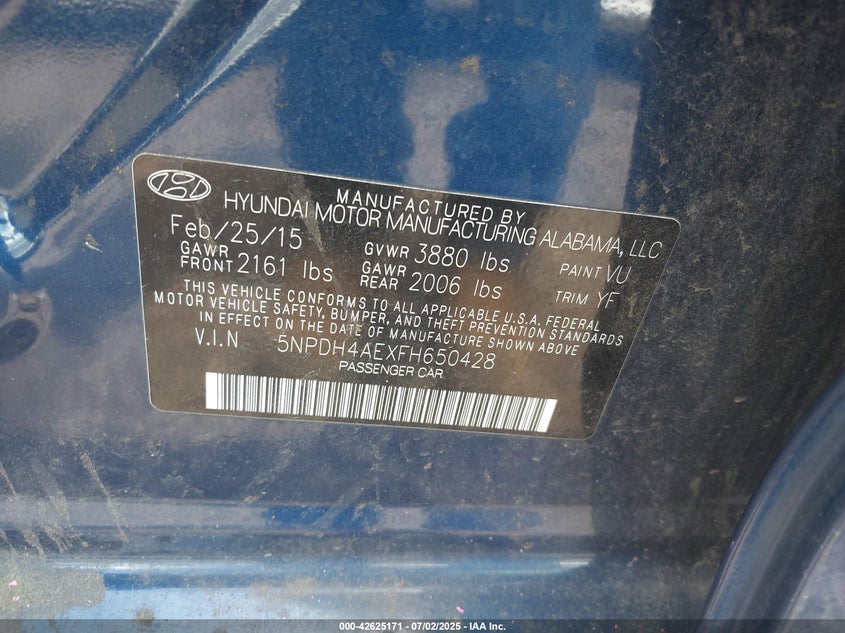 MANUFACTURED BY
HYUNDAI MOTOR MANUFACTURING ALABAMA, LLC
Feb/25/15 GVWR 3880 lbs PAINT VU
GAWR FRONT 2161 lbs GAWR REAR 2006 lbs TRIM YF
THIS VEHICLE CONFORMS TO ALL APPLICABLE U.S.A. FEDERAL
MOTOR VEHICLE SAFETY, BUMPER, AND THEFT PREVENTION STANDARDS
IN EFFECT ON THE DATE OF MANUFACTURE SHOWN ABOVE.
V.I.N 5NPDH4AEXFH650428
PASSENGER CAR
000-42625171 - 07/02/2025 - IAA Inc.